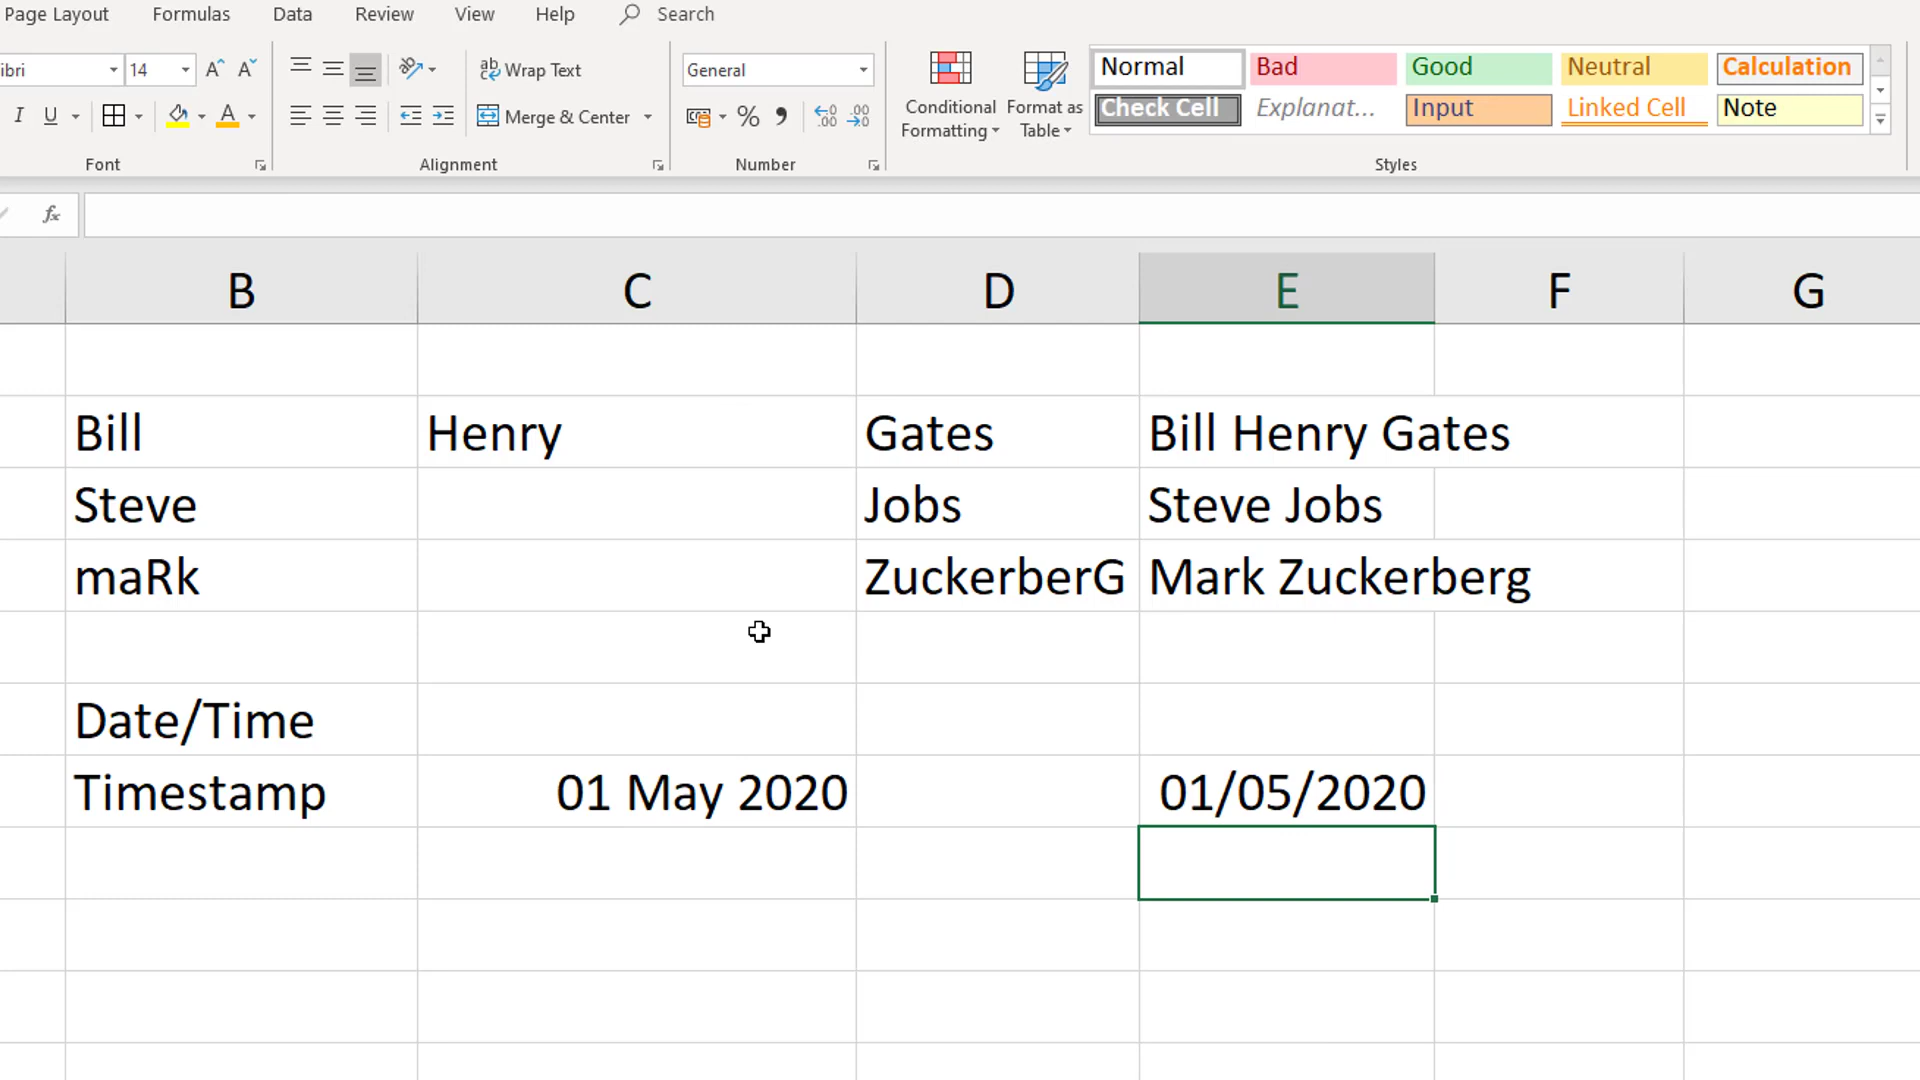 Page Layout Formulas Data Review View Help Search
ibri 14 A^ Aˇ ab Wrap Text General Normal Bad Good Neutral Calculation
I U A Merge & Center % , Conditional Formatting Format as Table Check Cell Explanat... Input Linked Cell Note
Font Alignment Number Styles
fx
B C D E F G
Bill Henry Gates Bill Henry Gates
Steve Jobs Steve Jobs
maRk ZuckerberG Mark Zuckerberg
Date/Time
Timestamp 01 May 2020 01/05/2020